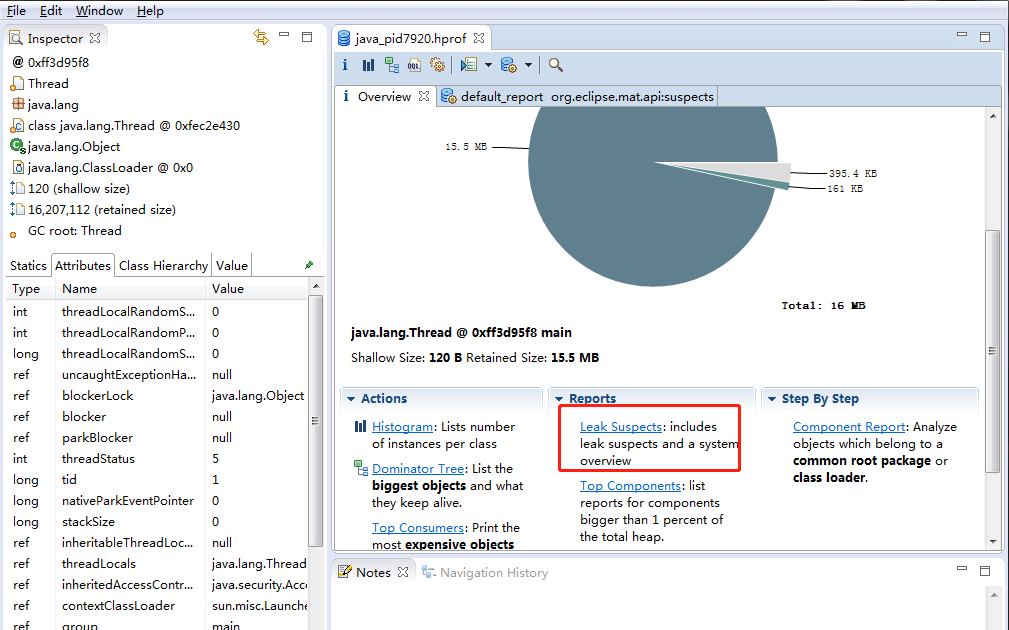 File Edit Window Help
Inspector
@ 0xff3d95f8
Thread
java.lang
class java.lang.Thread @ 0xfec2e430
java.lang.Object
java.lang.ClassLoader @ 0x0
120 (shallow size)
16,207,112 (retained size)
GC root: Thread
Statics Attributes Class Hierarchy Value
Type Name Value
int threadLocalRandomS... 0
int threadLocalRandomP... 0
long threadLocalRandomS... 0
ref uncaughtExceptionHa... null
ref blockerLock java.lang.Object
ref blocker null
ref parkBlocker null
int threadStatus 5
long tid 1
long nativeParkEventPointer 0
long stackSize 0
ref inheritableThreadLoc... null
ref threadLocals java.lang.Thread
ref inheritedAccessContr... java.security.Acc
ref contextClassLoader sun.misc.Launche
ref group main
java_pid7920.hprof
i OQL
i Overview default_report org.eclipse.mat.api:suspects
15.5 MB
395.4 KB
161 KB
Total: 16 MB
java.lang.Thread @ 0xff3d95f8 main
Shallow Size: 120 B Retained Size: 15.5 MB
Actions
Histogram: Lists number
of instances per class
Dominator Tree: List the
biggest objects and what
they keep alive.
Top Consumers: Print the
most expensive objects
Reports
Leak Suspects: includes
leak suspects and a system
overview
Top Components: list
reports for components
bigger than 1 percent of
the total heap.
Step By Step
Component Report: Analyze
objects which belong to a
common root package or
class loader.
Notes Navigation History